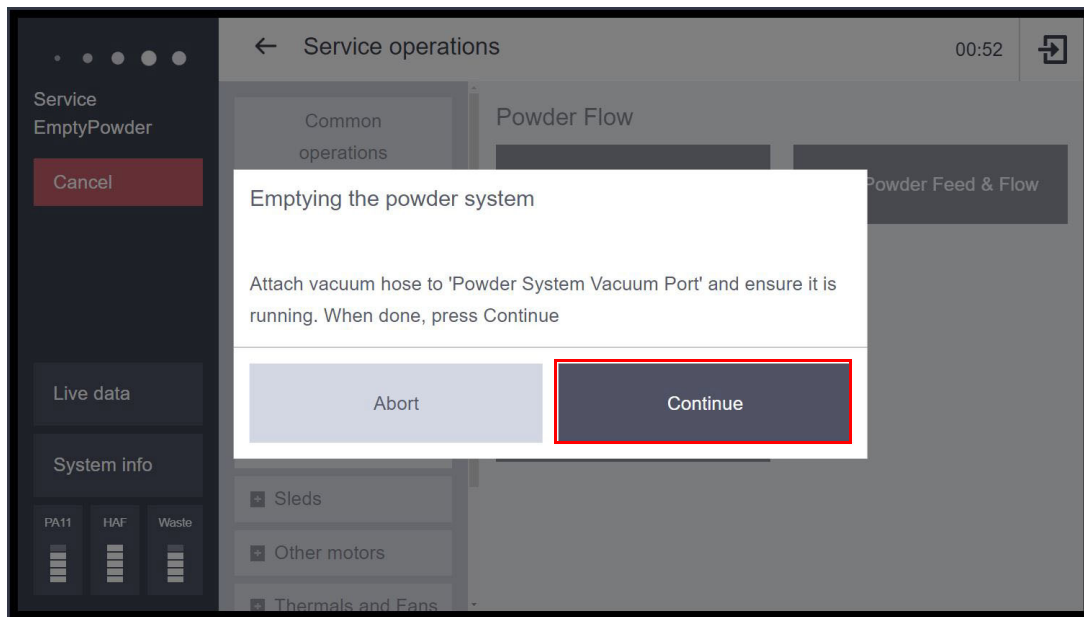 Service operations
00:52
Service
EmptyPowder
Cancel
Common
operations
Powder Flow
Powder Feed & Flow
Emptying the powder system
Attach vacuum hose to 'Powder System Vacuum Port' and ensure it is
running. When done, press Continue
Abort
Continue
Live data
System info
PA11
HAF
Waste
Sleds
Other motors
Thermals and Fans